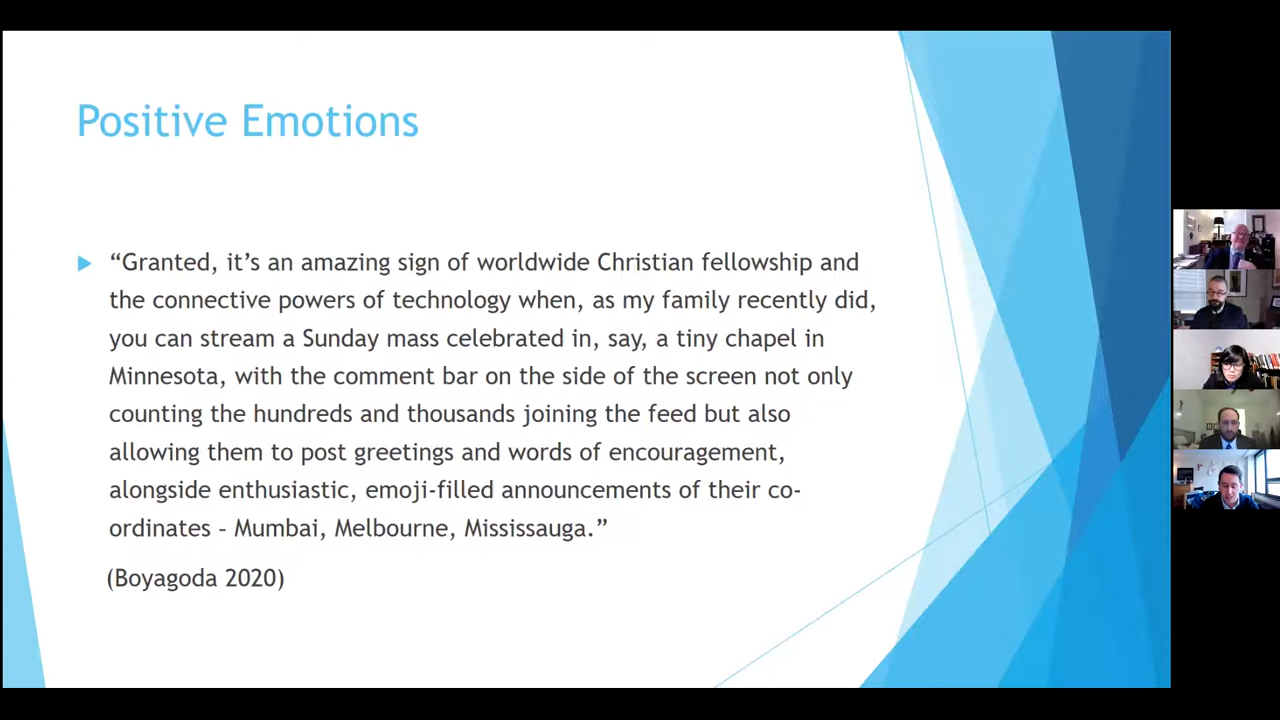 Positive Emotions
“Granted, it’s an amazing sign of worldwide Christian fellowship and
the connective powers of technology when, as my family recently did,
you can stream a Sunday mass celebrated in, say, a tiny chapel in
Minnesota, with the comment bar on the side of the screen not only
counting the hundreds and thousands joining the feed but also
allowing them to post greetings and words of encouragement,
alongside enthusiastic, emoji-filled announcements of their co-
ordinates – Mumbai, Melbourne, Mississauga.”
(Boyagoda 2020)